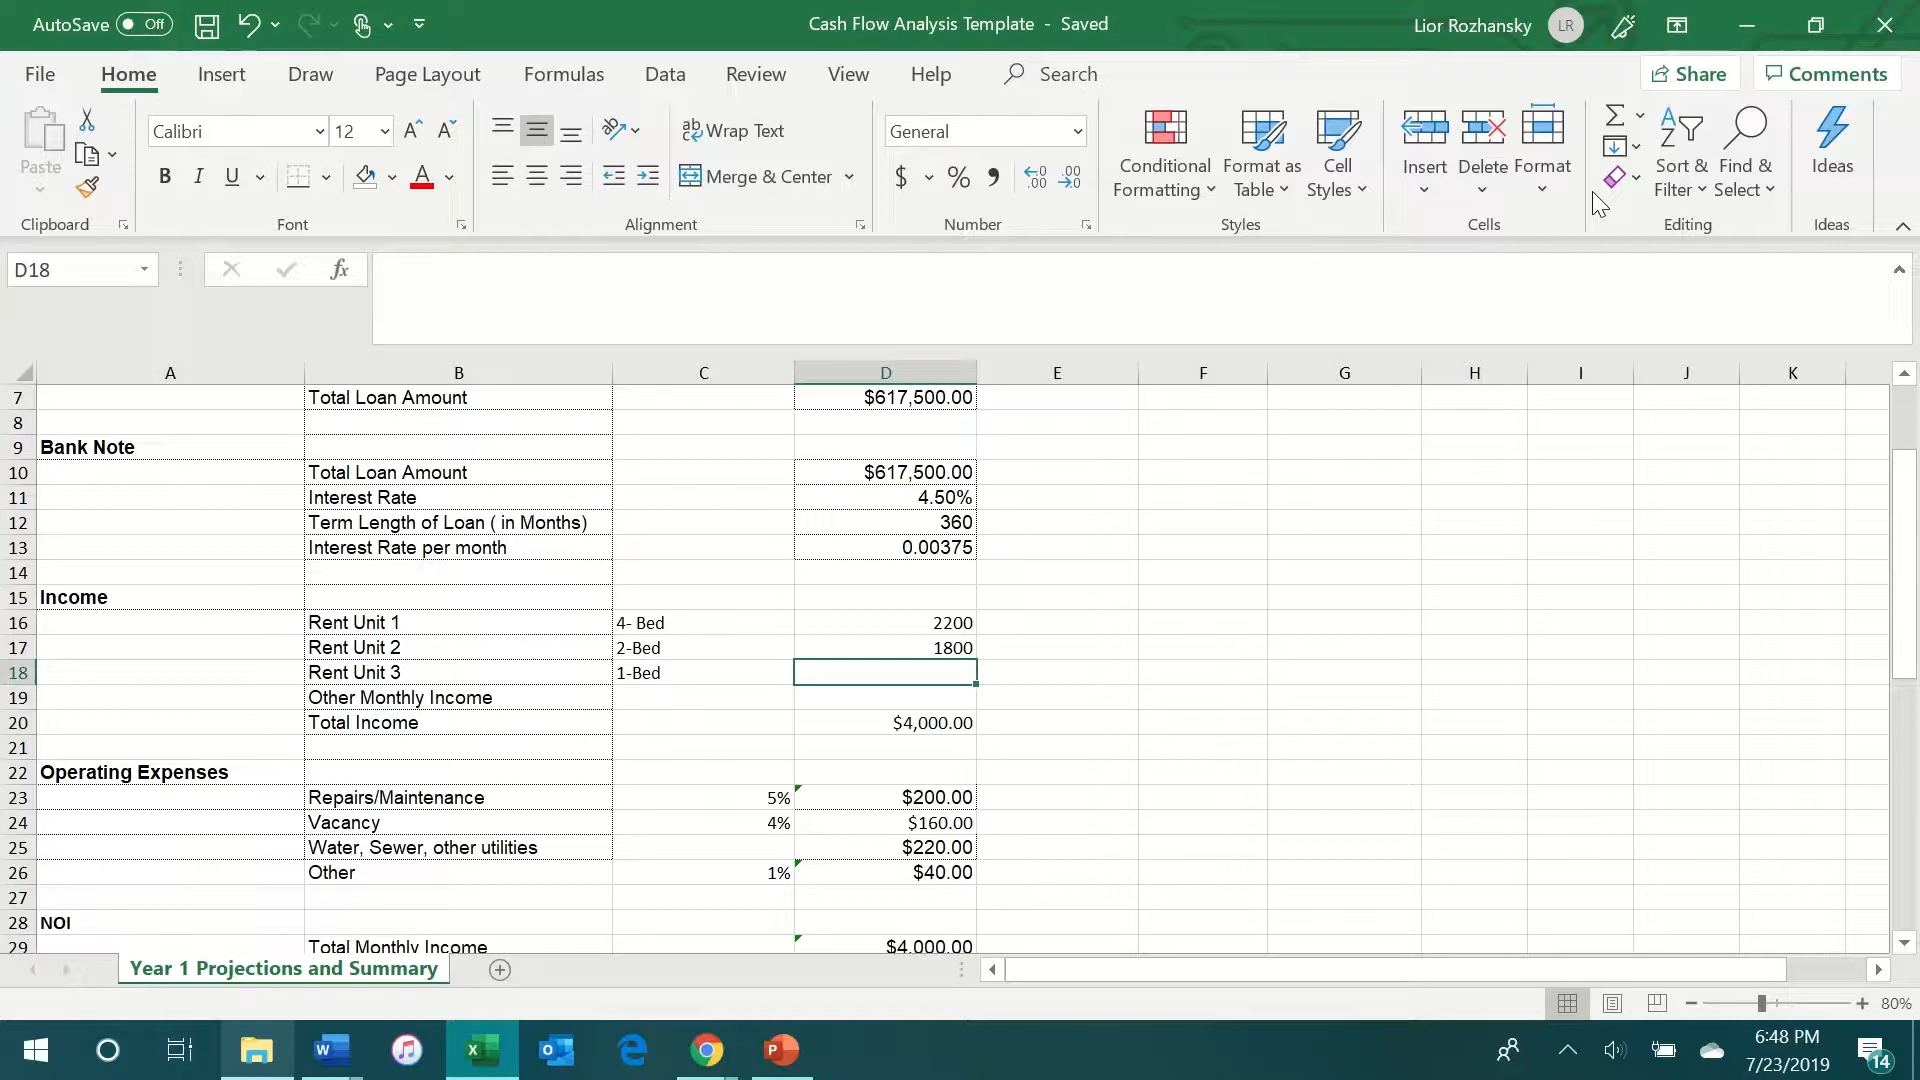 AutoSave Off
Cash Flow Analysis Template - Saved
Lior Rozhansky LR
File Home Insert Draw Page Layout Formulas Data Review View Help Search Share Comments
Paste
Clipboard
Calibri 12
B I U A
Font
ab Wrap Text
Merge & Center
Alignment
General
$ % 9
Number
Conditional Formatting
Format as Table
Cell Styles
Styles
Insert Delete Format
Cells
Sort & Filter
Find & Select
Editing
Ideas
Ideas
D18 fx
A B C D E F G H I J K
7 Total Loan Amount $617,500.00
8
9 Bank Note
10 Total Loan Amount $617,500.00
11 Interest Rate 4.50%
12 Term Length of Loan ( in Months) 360
13 Interest Rate per month 0.00375
14
15 Income
16 Rent Unit 1 4- Bed 2200
17 Rent Unit 2 2-Bed 1800
18 Rent Unit 3 1-Bed
19 Other Monthly Income
20 Total Income $4,000.00
21
22 Operating Expenses
23 Repairs/Maintenance 5% $200.00
24 Vacancy 4% $160.00
25 Water, Sewer, other utilities $220.00
26 Other 1% $40.00
27
28 NOI
29 Total Monthly Income $4,000.00
Year 1 Projections and Summary
80%
6:48 PM
7/23/2019
14